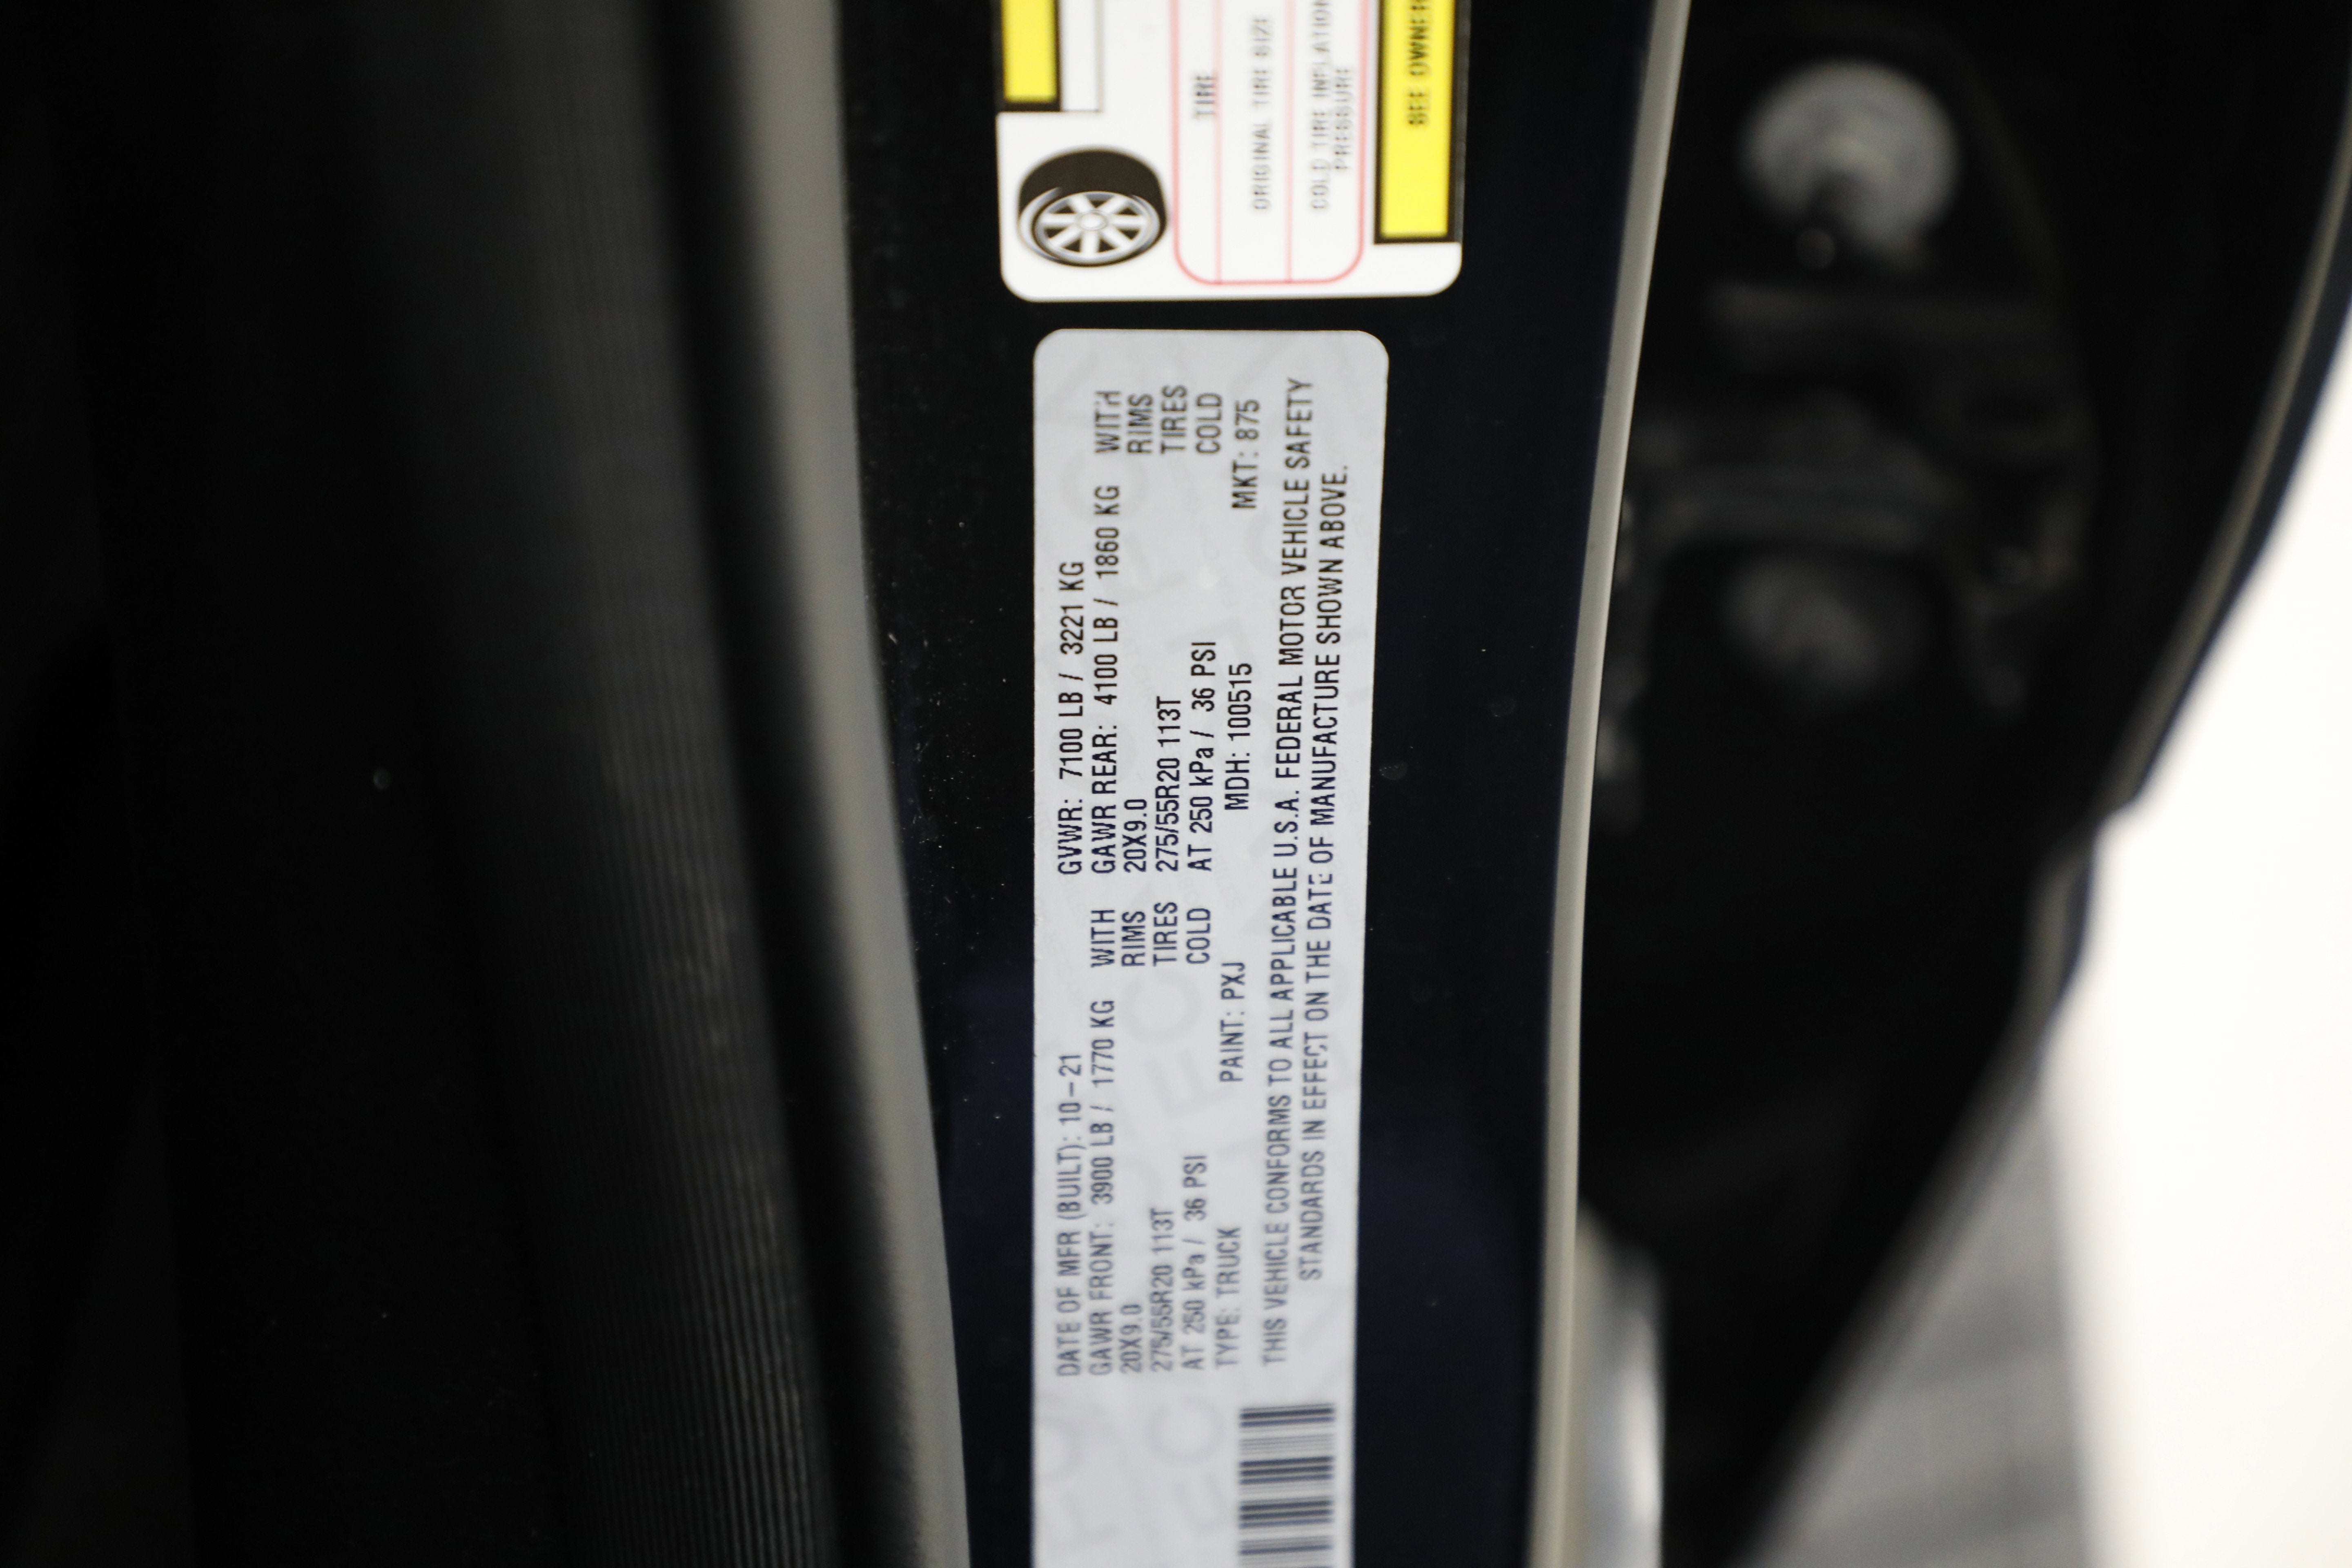 TIRE
ORIGINAL TIRE SIZE
COLD TIRE INFLATION
PRESSURE
SEE OWNER
DATE OF MFR (BUILT): 10-21 GVWR: 7100 LB / 3221 KG
GAWR FRONT: 3900 LB / 1770 KG WITH GAWR REAR: 4100 LB / 1860 KG WITH
20X9.0 RIMS 20X9.0 RIMS
275/55R20 113T TIRES 275/55R20 113T TIRES
AT 250 kPa / 36 PSI COLD AT 250 kPa / 36 PSI COLD
TYPE: TRUCK PAINT: PXJ MDH: 100515 MKT: 875
THIS VEHICLE CONFORMS TO ALL APPLICABLE U.S.A. FEDERAL MOTOR VEHICLE SAFETY
STANDARDS IN EFFECT ON THE DATE OF MANUFACTURE SHOWN ABOVE.